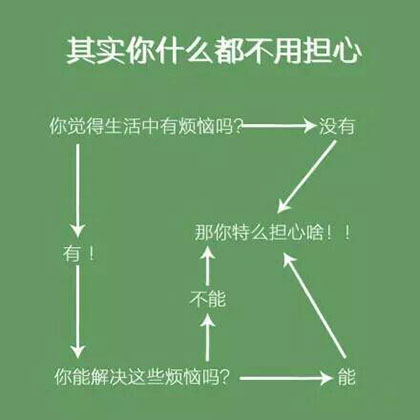 其实你什么都不用担心
你觉得生活中有烦恼吗?
没有
那你特么担心啥!!
有!
不能
你能解决这些烦恼吗?
能